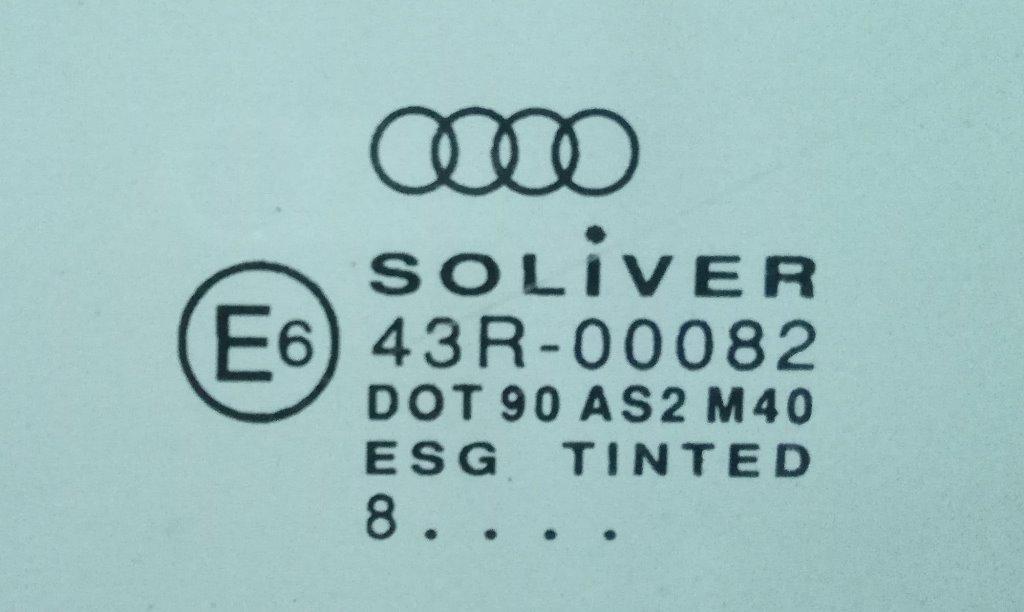 SOLiVER
E6
43R-00082
DOT 90 AS2 M40
ESG TINTED
8....